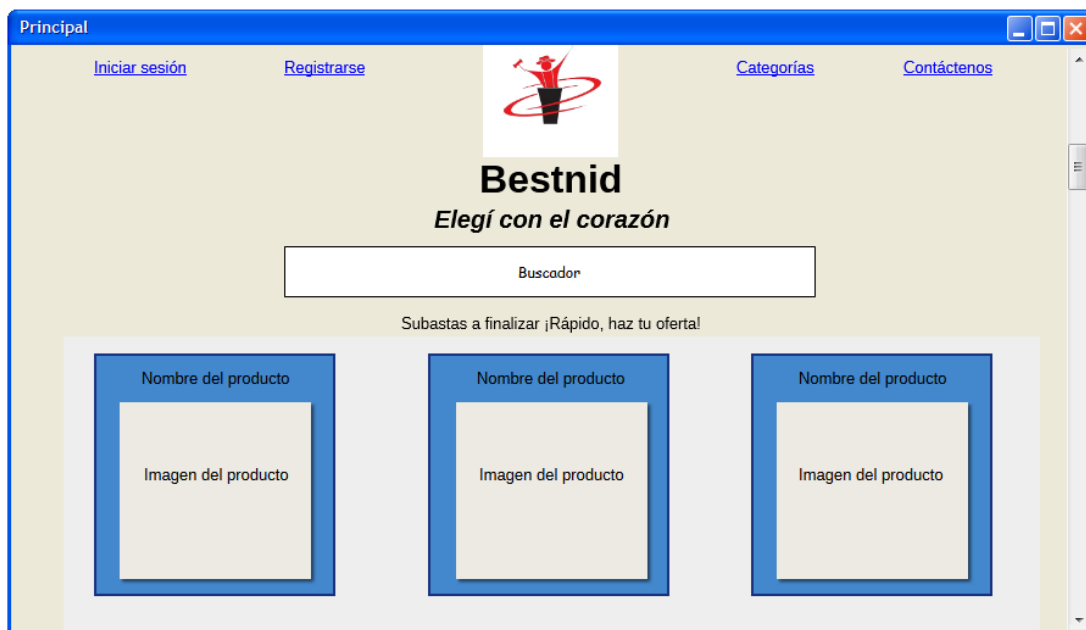 Principal
Iniciar sesión Registrarse Categorías Contáctenos
Bestnid
Elegí con el corazón
Buscador
Subastas a finalizar ¡Rápido, haz tu oferta!
Nombre del producto Nombre del producto Nombre del producto
Imagen del producto Imagen del producto Imagen del producto